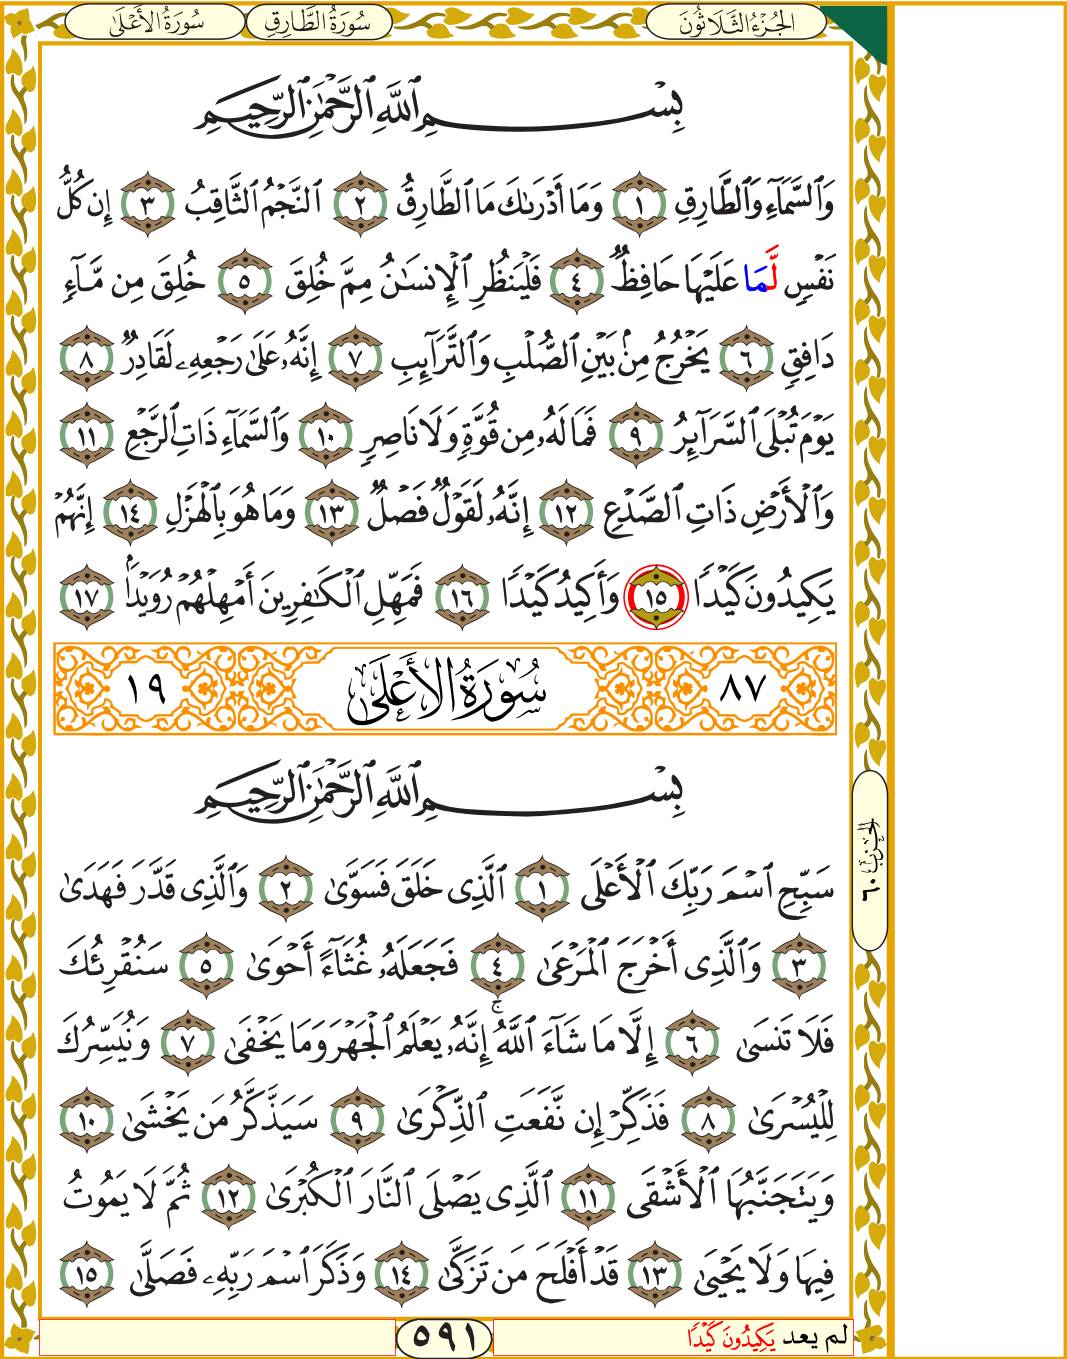 الجُزْءُ الثَّلَاثُونَ
سُورَةُ الطَّارِقِ
سُورَةُ الأَعْلَىٰ
بِسْمِ ٱللَّهِ ٱلرَّحْمَٰنِ ٱلرَّحِيمِ
وَٱلسَّمَآءِ وَٱلطَّارِقِ ١ وَمَآ أَدْرَىٰكَ مَا ٱلطَّارِقُ ٢ ٱلنَّجْمُ ٱلثَّاقِبُ ٣ إِن كُلُّ
نَفْسٍ لَّمَا عَلَيْهَا حَافِظٌ ٤ فَلْيَنظُرِ ٱلْإِنسَٰنُ مِمَّ خُلِقَ ٥ خُلِقَ مِن مَّآءٍ
دَافِقٍ ٦ يَخْرُجُ مِنۢ بَيْنِ ٱلصُّلْبِ وَٱلتَّرَآئِبِ ٧ إِنَّهُۥ عَلَىٰ رَجْعِهِۦ لَقَادِرٌ ٨
يَوْمَ تُبْلَى ٱلسَّرَآئِرُ ٩ فَمَا لَهُۥ مِن قُوَّةٍ وَلَا نَاصِرٍ ١٠ وَٱلسَّمَآءِ ذَاتِ ٱلرَّجْعِ ١١
وَٱلْأَرْضِ ذَاتِ ٱلصَّدْعِ ١٢ إِنَّهُۥ لَقَوْلٌ فَصْلٌ ١٣ وَمَا هُوَ بِٱلْهَزْلِ ١٤ إِنَّهُمْ
يَكِيدُونَ كَيْدًا ١٥ وَأَكِيدُ كَيْدًا ١٦ فَمَهِّلِ ٱلْكَٰفِرِينَ أَمْهِلْهُمْ رُوَيْدًۢا ١٧
٨٧ سُورَةُ الأَعْلَىٰ ١٩
بِسْمِ ٱللَّهِ ٱلرَّحْمَٰنِ ٱلرَّحِيمِ
سَبِّحِ ٱسْمَ رَبِّكَ ٱلْأَعْلَى ١ ٱلَّذِى خَلَقَ فَسَوَّىٰ ٢ وَٱلَّذِى قَدَّرَ فَهَدَىٰ
٣ وَٱلَّذِىٓ أَخْرَجَ ٱلْمَرْعَىٰ ٤ فَجَعَلَهُۥ غُثَآءً أَحْوَىٰ ٥ سَنُقْرِئُكَ
فَلَا تَنسَىٰٓ ٦ إِلَّا مَا شَآءَ ٱللَّهُ ۚ إِنَّهُۥ يَعْلَمُ ٱلْجَهْرَ وَمَا يَخْفَىٰ ٧ وَنُيَسِّرُكَ
لِلْيُسْرَىٰ ٨ فَذَكِّرْ إِن نَّفَعَتِ ٱلذِّكْرَىٰ ٩ سَيَذَّكَّرُ مَن يَخْشَىٰ ١٠
وَيَتَجَنَّبُهَا ٱلْأَشْقَى ١١ ٱلَّذِى يَصْلَى ٱلنَّارَ ٱلْكُبْرَىٰ ١٢ ثُمَّ لَا يَمُوتُ
فِيهَا وَلَا يَحْيَىٰ ١٣ قَدْ أَفْلَحَ مَن تَزَكَّىٰ ١٤ وَذَكَرَ ٱسْمَ رَبِّهِۦ فَصَلَّىٰ ١٥
الحزب ٦٠
لم يعد يَكِيدُونَ كَيْدًا
٥٩١